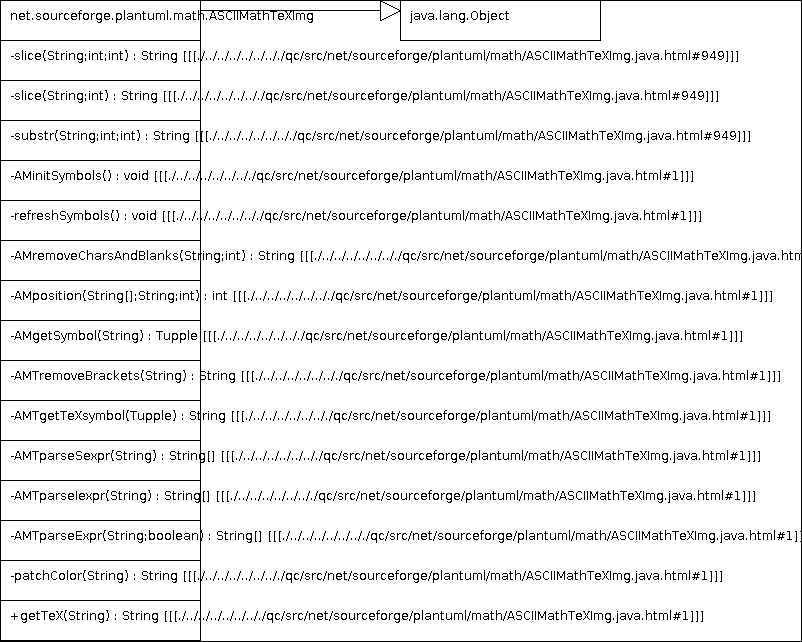 net.sourceforge.plantuml.math.ASCIIMathTeXImg
java.lang.Object
-slice(String;int;int) : String [[[./../../../../../../../qc/src/net/sourceforge/plantuml/math/ASCIIMathTeXImg.java.html#949]]]
-slice(String;int) : String [[[./../../../../../../../qc/src/net/sourceforge/plantuml/math/ASCIIMathTeXImg.java.html#949]]]
-substr(String;int;int) : String [[[./../../../../../../../qc/src/net/sourceforge/plantuml/math/ASCIIMathTeXImg.java.html#949]]]
-AMinitSymbols() : void [[[./../../../../../../../qc/src/net/sourceforge/plantuml/math/ASCIIMathTeXImg.java.html#1]]]
-refreshSymbols() : void [[[./../../../../../../../qc/src/net/sourceforge/plantuml/math/ASCIIMathTeXImg.java.html#1]]]
-AMremoveCharsAndBlanks(String;int) : String [[[./../../../../../../../qc/src/net/sourceforge/plantuml/math/ASCIIMathTeXImg.java.htm
-AMposition(String[];String;int) : int [[[./../../../../../../../qc/src/net/sourceforge/plantuml/math/ASCIIMathTeXImg.java.html#1]]]
-AMgetSymbol(String) : Tupple [[[./../../../../../../../qc/src/net/sourceforge/plantuml/math/ASCIIMathTeXImg.java.html#1]]]
-AMTremoveBrackets(String) : String [[[./../../../../../../../qc/src/net/sourceforge/plantuml/math/ASCIIMathTeXImg.java.html#1]]]
-AMTgetTeXsymbol(Tupple) : String [[[./../../../../../../../qc/src/net/sourceforge/plantuml/math/ASCIIMathTeXImg.java.html#1]]]
-AMTparseSexpr(String) : String[] [[[./../../../../../../../qc/src/net/sourceforge/plantuml/math/ASCIIMathTeXImg.java.html#1]]]
-AMTparseIexpr(String) : String[] [[[./../../../../../../../qc/src/net/sourceforge/plantuml/math/ASCIIMathTeXImg.java.html#1]]]
-AMTparseExpr(String;boolean) : String[] [[[./../../../../../../../qc/src/net/sourceforge/plantuml/math/ASCIIMathTeXImg.java.html#1]]]
-patchColor(String) : String [[[./../../../../../../../qc/src/net/sourceforge/plantuml/math/ASCIIMathTeXImg.java.html#1]]]
+getTeX(String) : String [[[./../../../../../../../qc/src/net/sourceforge/plantuml/math/ASCIIMathTeXImg.java.html#1]]]